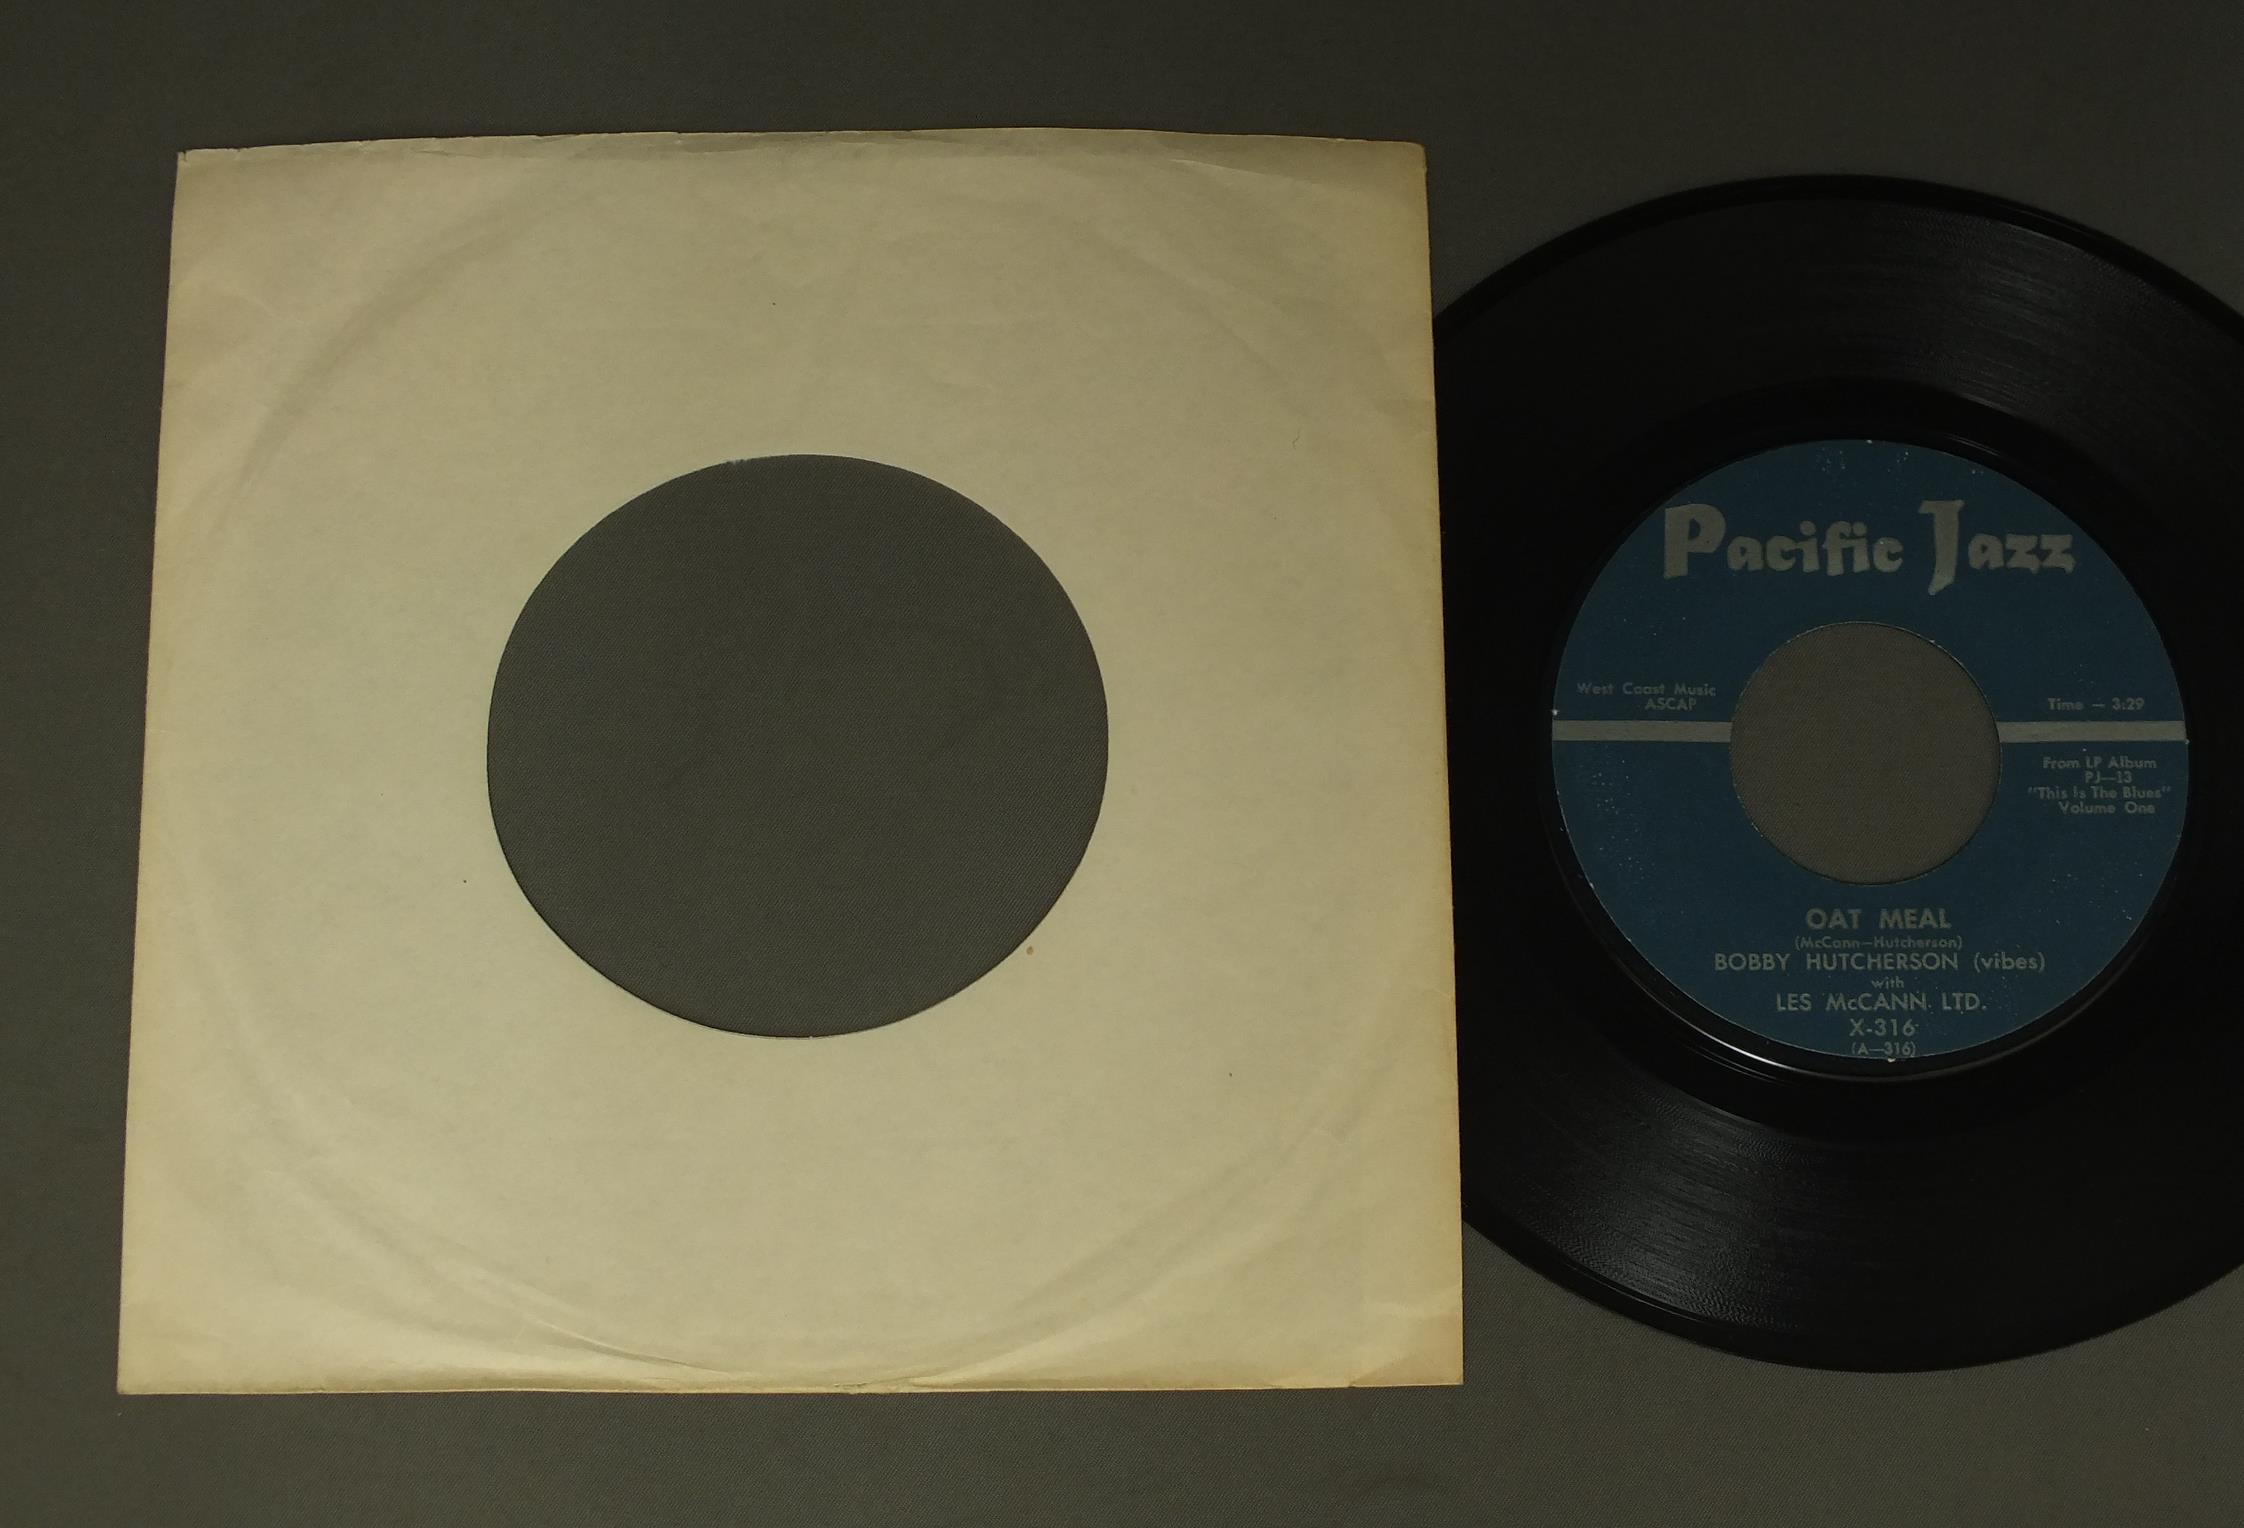 Pacific Jazz
West Coast Music
ASCAP
Time — 3:29
From LP Album
PJ—13
"This Is The Blues"
Volume One
OAT MEAL
(McCann—Hutcherson)
BOBBY HUTCHERSON (vibes)
with
LES McCANN LTD.
X-316
(A—316)